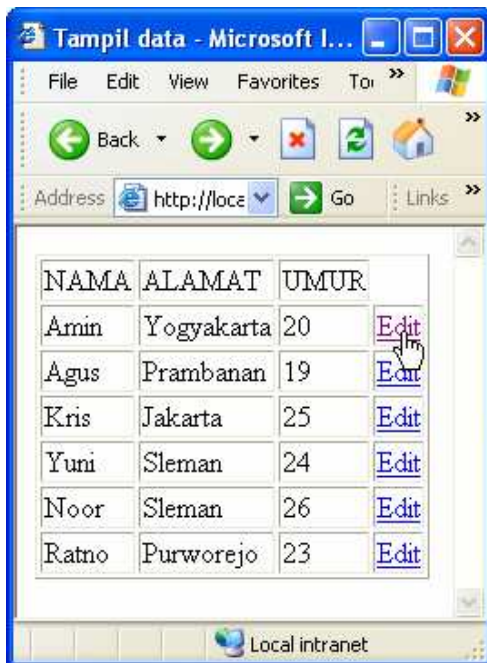 Tampil data - Microsoft I...
File Edit View Favorites
Back
Address http://loca Go Links
NAMA ALAMAT UMUR
Amin Yogyakarta 20 Edit
Agus Prambanan 19 Edit
Kris Jakarta 25 Edit
Yuni Sleman 24 Edit
Noor Sleman 26 Edit
Ratno Purworejo 23 Edit
Local intranet